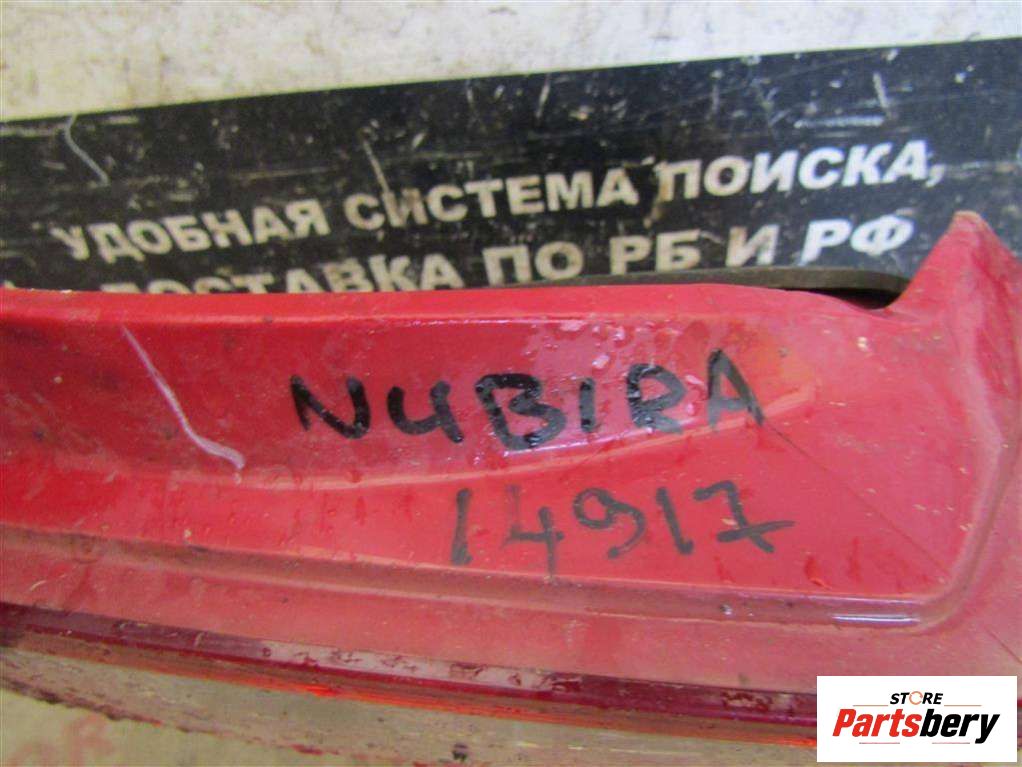 УДОБНАЯ СИСТЕМА ПОИСКА,
ДОСТАВКА ПО РБ И РФ
NUBIRA
14917
STORE
Partsbery